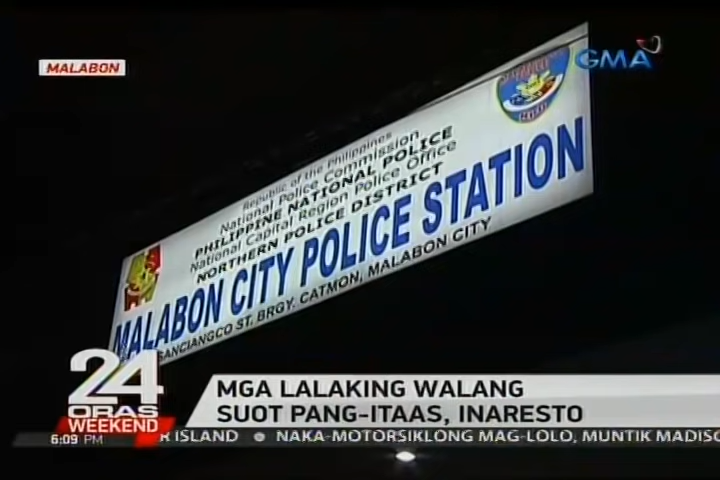 MALABON
GMA
Republic of the Philippines
National Police Commission
PHILIPPINE NATIONAL POLICE
National Capital Region Police Office
NORTHERN POLICE DISTRICT
MALABON CITY POLICE STATION
SANCIANGCO ST. BRGY. CATMON, MALABON CITY
24
ORAS
WEEKEND
MGA LALAKING WALANG
SUOT PANG-ITAAS, INARESTO
6:09 PM
R ISLAND NAKA-MOTORSIKLONG MAG-LOLO, MUNTIK MADISC